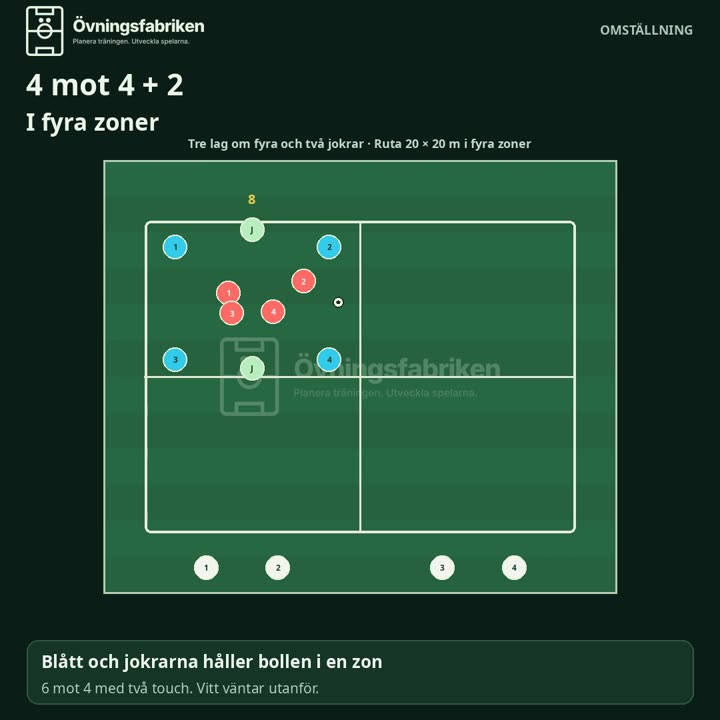 Övningsfabriken
Planera träningen. Utveckla spelarna.
OMSTÄLLNING
4 mot 4 + 2
I fyra zoner
Tre lag om fyra och två jokrar · Ruta 20 × 20 m i fyra zoner
8
J
1
2
2
1
3
4
3
J
4
Övningsfabriken
Planera träningen. Utveckla spelarna.
1
2
3
4
Blått och jokrarna håller bollen i en zon
6 mot 4 med två touch. Vitt väntar utanför.